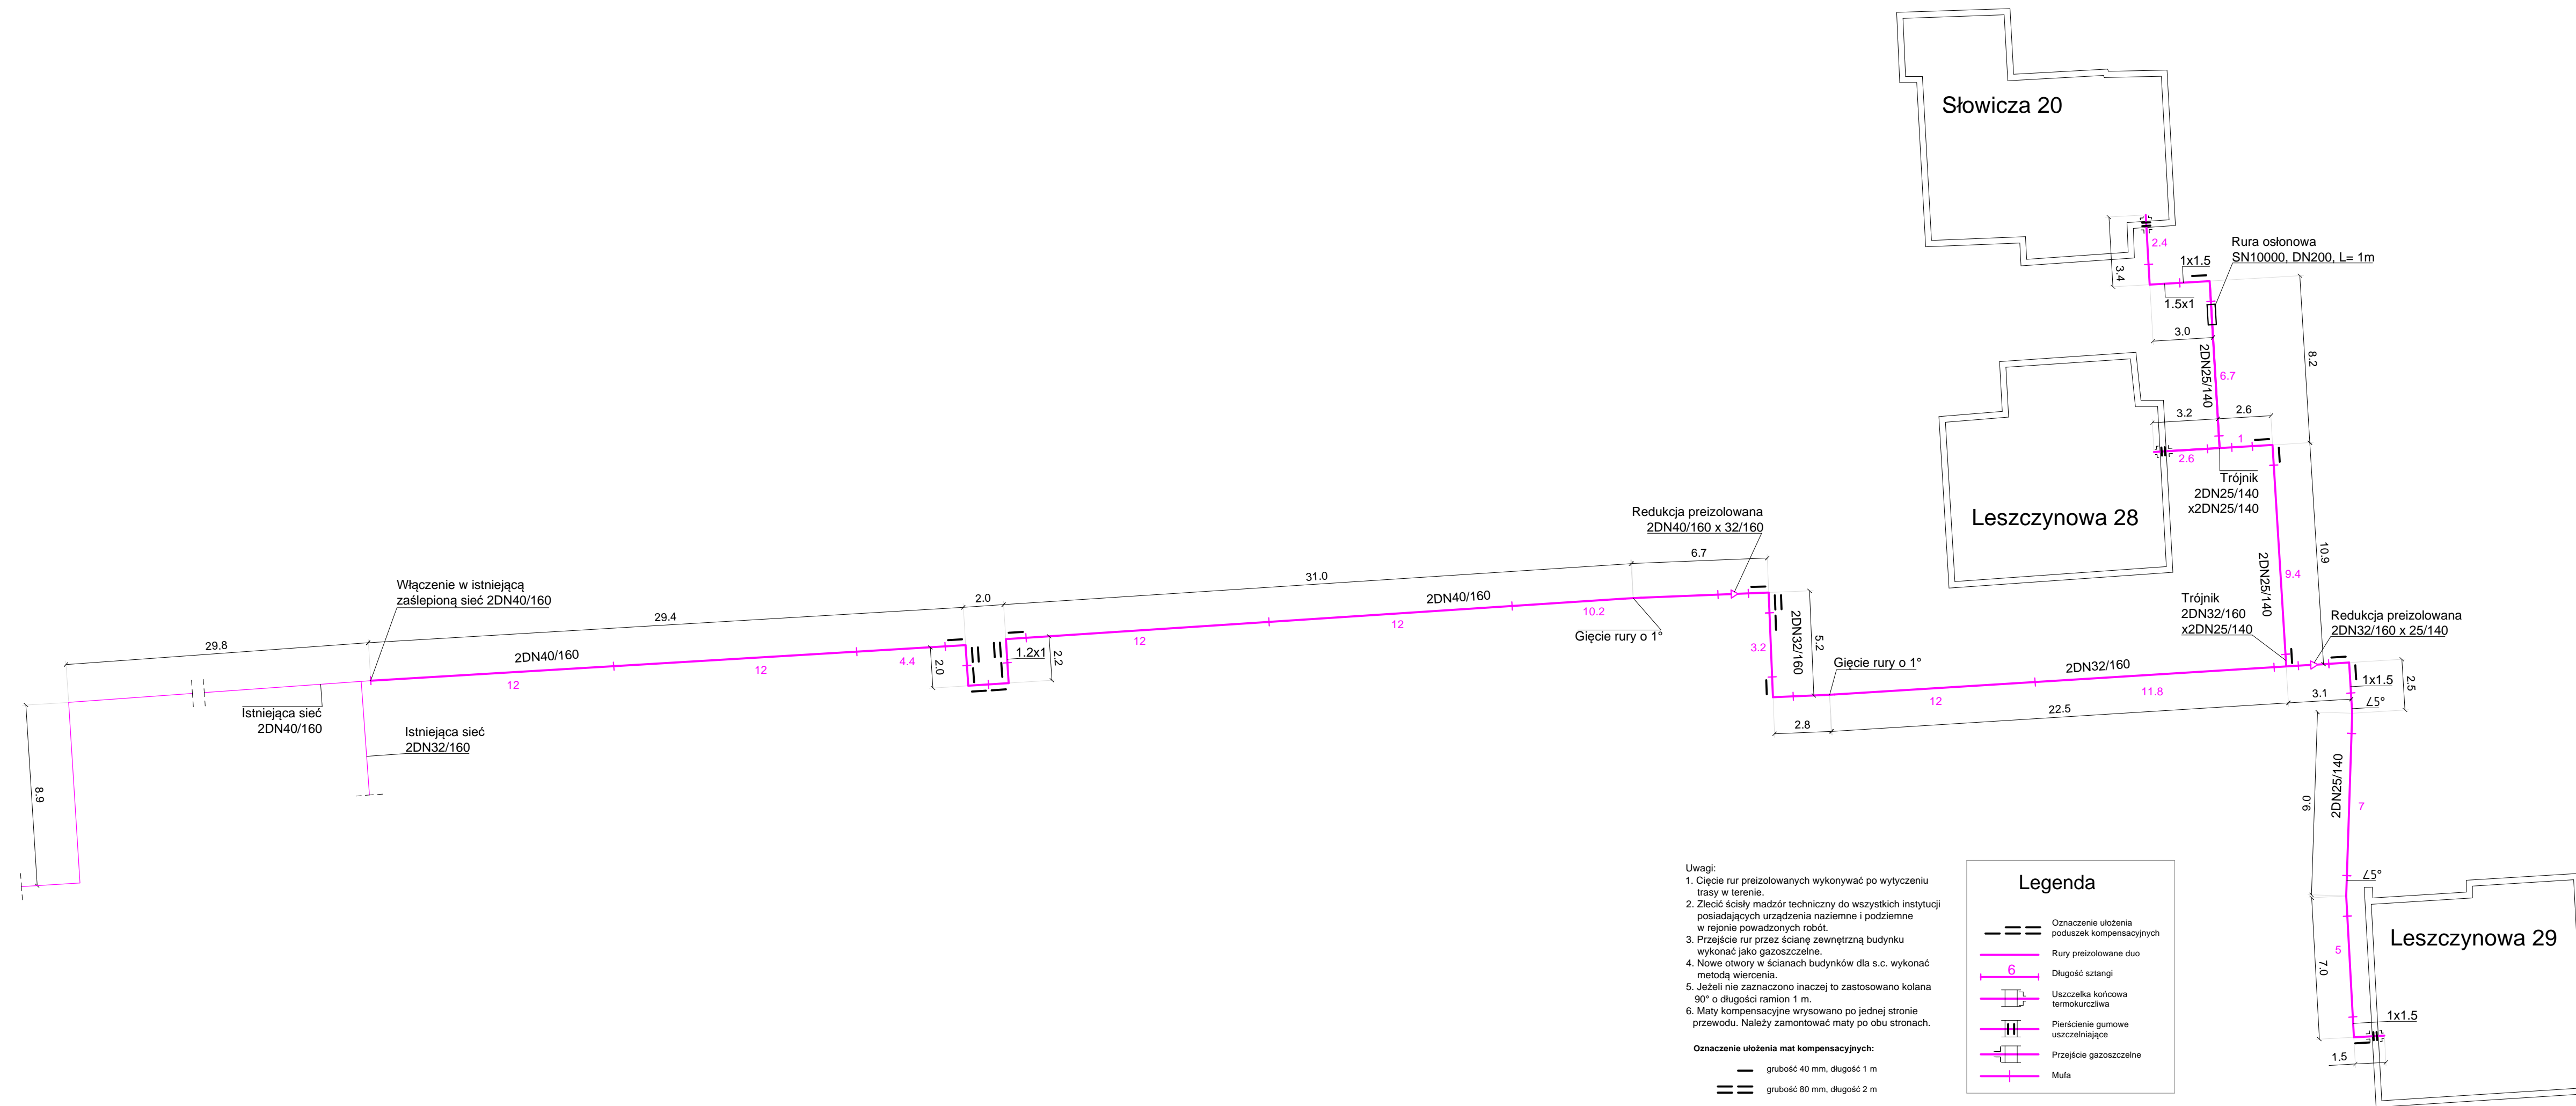 Słowicza 20
2.4
3.4
1x1.5
Rura osłonowa
SN10000, DN200, L= 1m
1.5x1
3.0
8.2
2DN25/140
6.7
3.2
2.6
1
2.6
Trójnik
2DN25/140
x2DN25/140
Leszczynowa 28
10.9
2DN25/140
9.4
Redukcja preizolowana
2DN40/160 x 32/160
6.7
31.0
2DN40/160
10.2
Gięcie rury o 1°
12
12
Włączenie w istniejącą
zaślepioną sieć 2DN40/160
2.0
29.4
29.8
2DN40/160
12
12
4.4
2.0
1.2x1
2.2
3.2
2DN32/160
5.2
Gięcie rury o 1°
2DN32/160
12
11.8
22.5
2.8
Trójnik
2DN32/160
x2DN25/140
Redukcja preizolowana
2DN32/160 x 25/140
1x1.5
2.5
3.1
∠5°
Istniejąca sieć
2DN40/160
Istniejąca sieć
2DN32/160
8.9
9.0
2DN25/140
7
∠5°
5
7.0
Leszczynowa 29
1x1.5
1.5
Uwagi:
1. Cięcie rur preizolowanych wykonywać po wytyczeniu
trasy w terenie.
2. Zlecić ścisły madzór techniczny do wszystkich instytucji
posiadających urządzenia naziemne i podziemne
w rejonie powadzonych robót.
3. Przejście rur przez ścianę zewnętrzną budynku
wykonać jako gazoszczelne.
4. Nowe otwory w ścianach budynków dla s.c. wykonać
metodą wiercenia.
5. Jeżeli nie zaznaczono inaczej to zastosowano kolana
90° o długości ramion 1 m.
6. Maty kompensacyjne wrysowano po jednej stronie
przewodu. Należy zamontować maty po obu stronach.
Oznaczenie ułożenia mat kompensacyjnych:
grubość 40 mm, długość 1 m
grubość 80 mm, długość 2 m
Legenda
Oznaczenie ułożenia
poduszek kompensacyjnych
Rury preizolowane duo
6
Długość sztangi
Uszczelka końcowa
termokurczliwa
Pierścienie gumowe
uszczelniające
Przejście gazoszczelne
Mufa